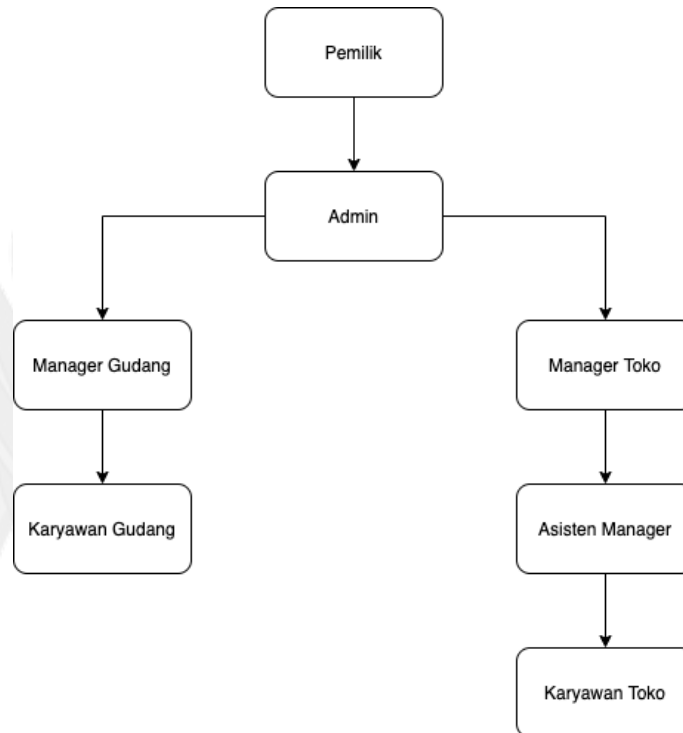 Pemilik
Admin
Manager Gudang
Manager Toko
Karyawan Gudang
Asisten Manager
Karyawan Toko